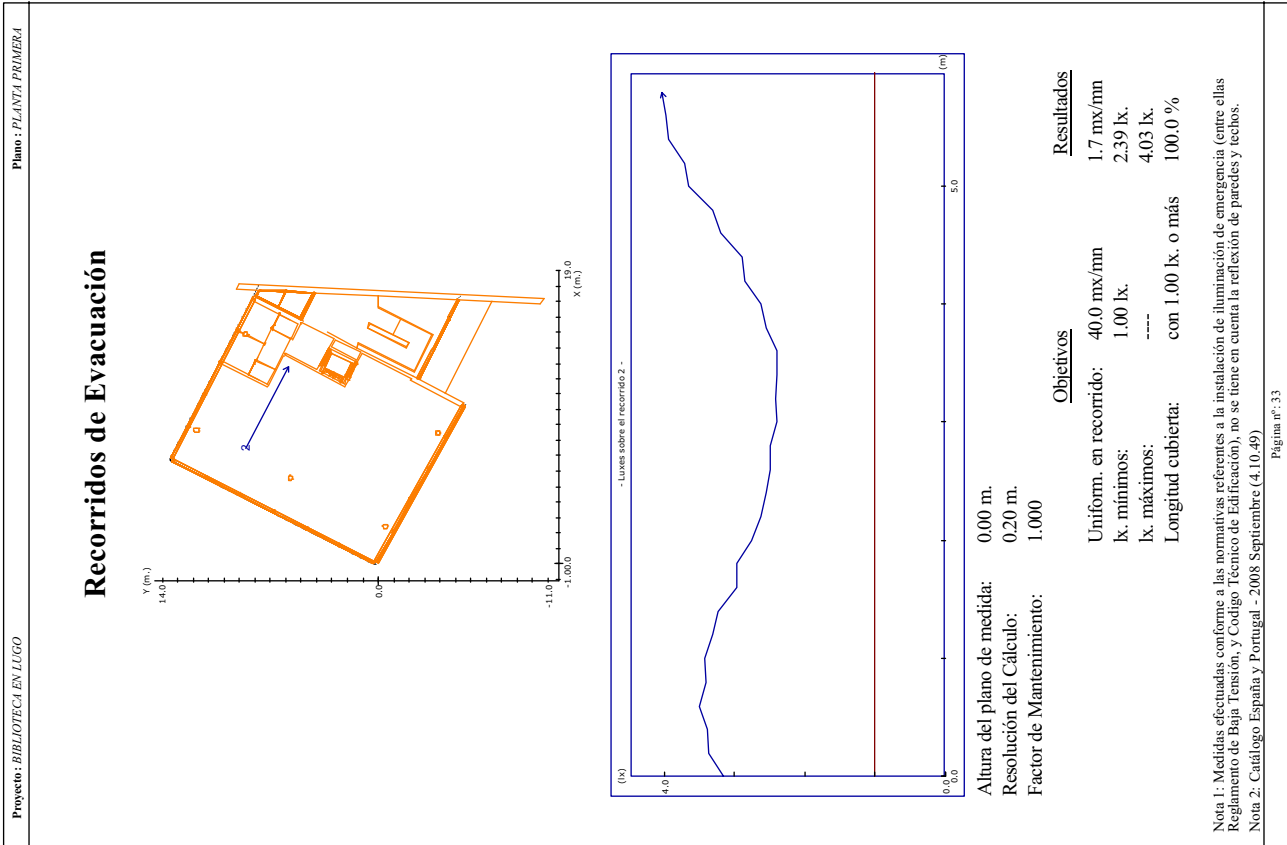 Proyecto : BIBLIOTECA EN LUGO
Plano : PLANTA PRIMERA
Recorridos de Evacuación
Y (m.)
14.0
0.0
-11.0
-1.00.0
19.0
X (m.)
2
- Luxes sobre el recorrido 2 -
(lx)
4.0
0.0
0.0
5.0
(m)
Altura del plano de medida: 0.00 m.
Resolución del Cálculo: 0.20 m.
Factor de Mantenimiento: 1.000
Objetivos Resultados
Uniform. en recorrido: 40.0 mx/mn 1.7 mx/mn
lx. mínimos: 1.00 lx. 2.39 lx.
lx. máximos: ---- 4.03 lx.
Longitud cubierta: con 1.00 lx. o más 100.0 %
Nota 1: Medidas efectuadas conforme a las normativas referentes a la instalación de iluminación de emergencia (entre ellas
Reglamento de Baja Tensión, y Codigo Técnico de Edificación), no se tiene en cuenta la reflexión de paredes y techos.
Nota 2: Catálogo España y Portugal - 2008 Septiembre (4.10.49)
Página nº: 33